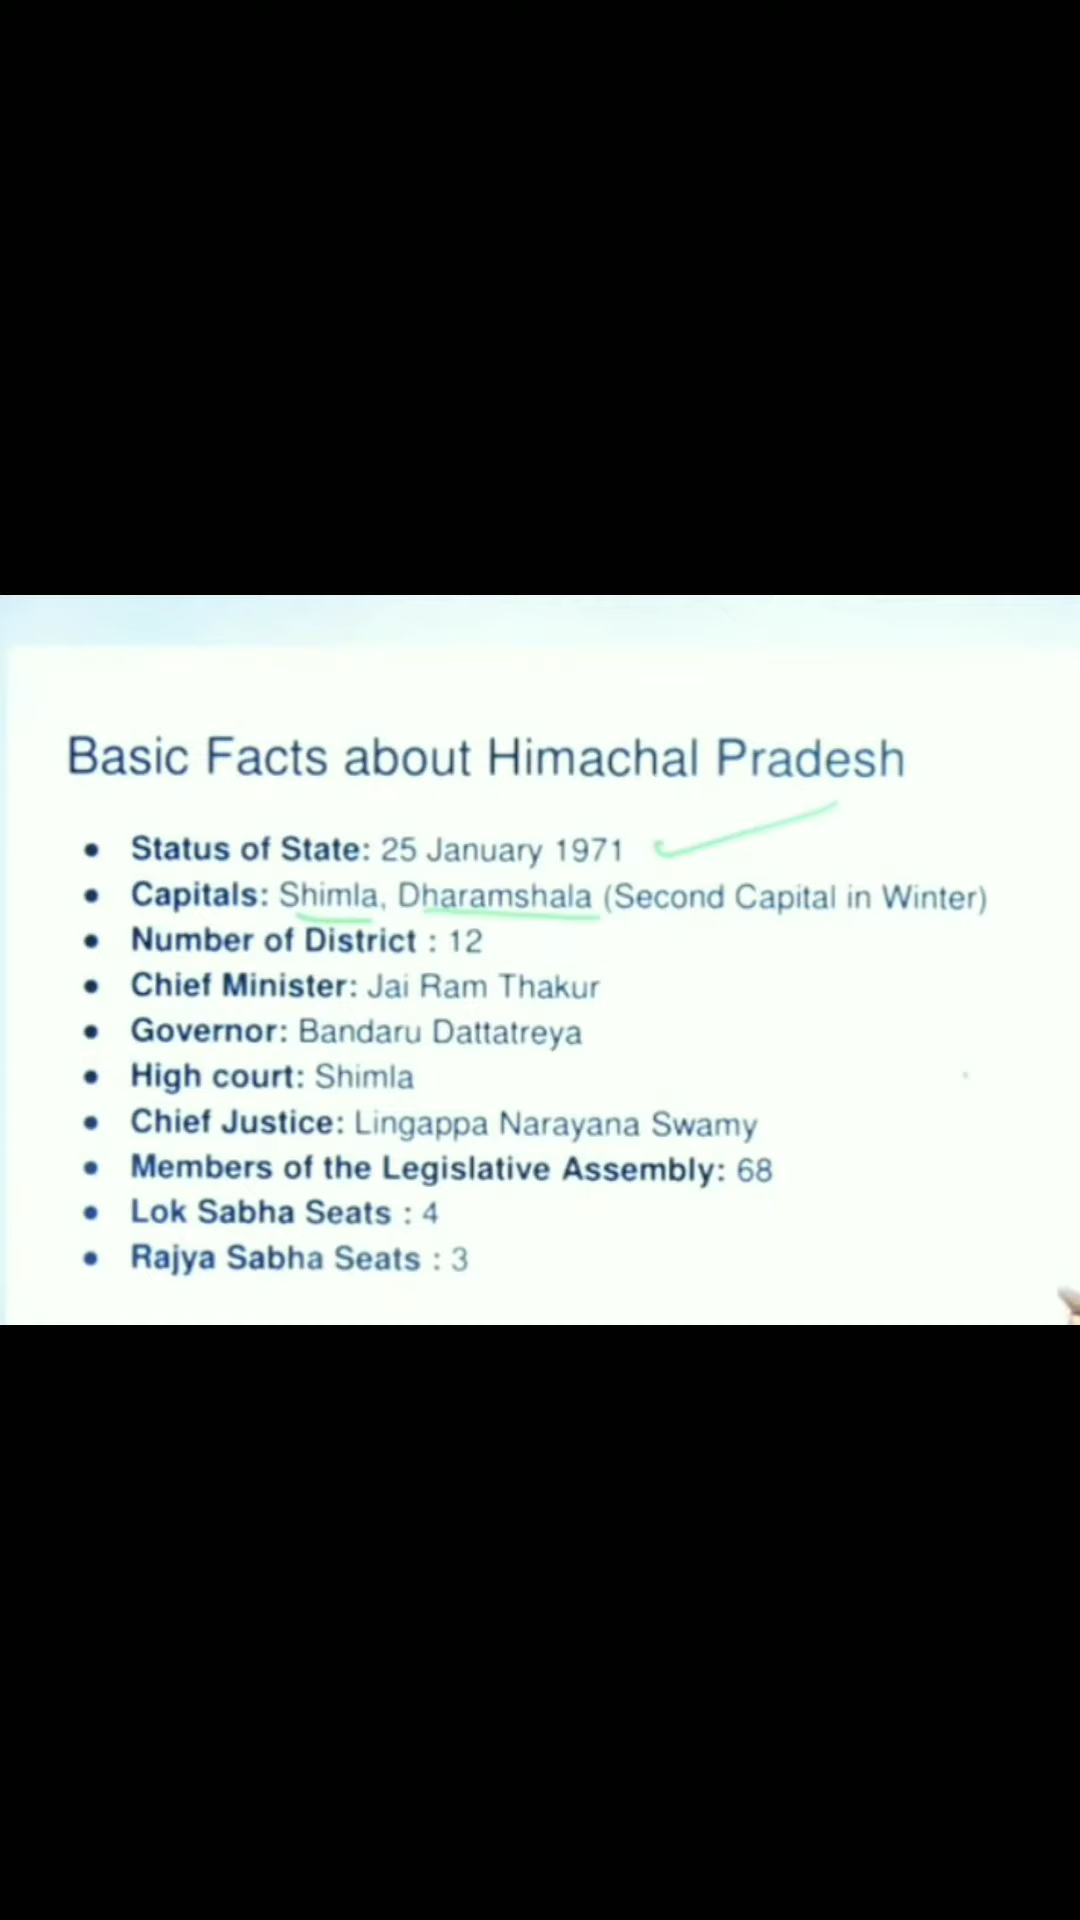 Basic Facts about Himachal Pradesh
• Status of State: 25 January 1971
• Capitals: Shimla, Dharamshala (Second Capital in Winter)
• Number of District : 12
• Chief Minister: Jai Ram Thakur
• Governor: Bandaru Dattatreya
• High court: Shimla
• Chief Justice: Lingappa Narayana Swamy
• Members of the Legislative Assembly: 68
• Lok Sabha Seats : 4
• Rajya Sabha Seats : 3